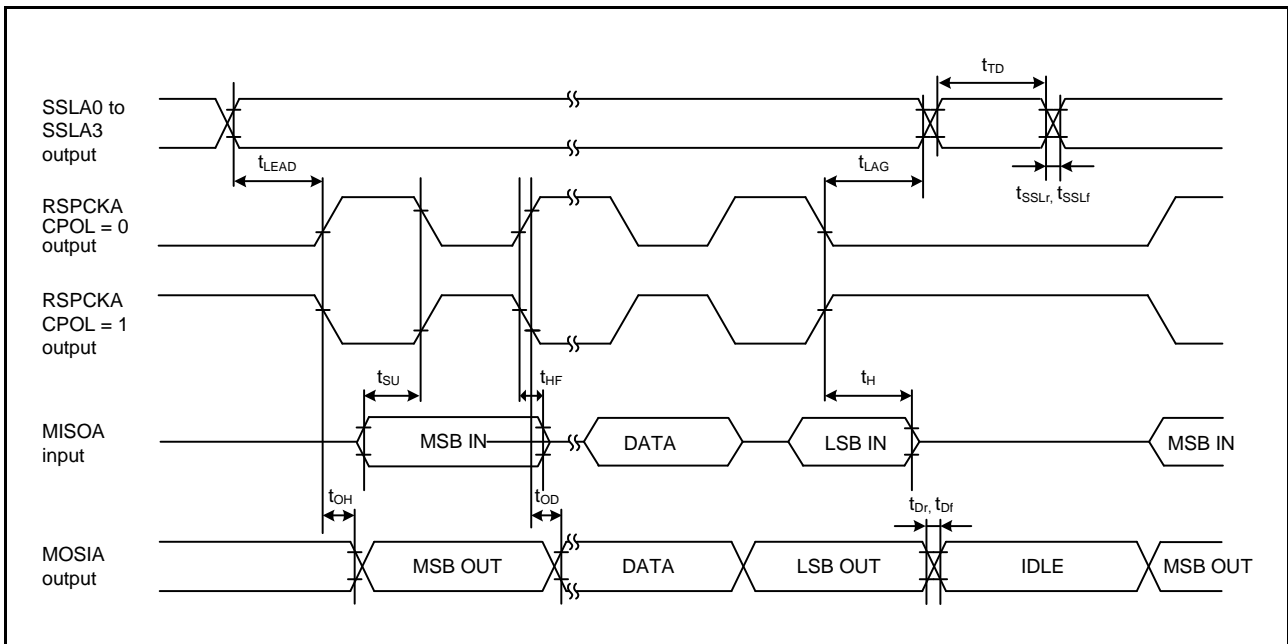 tTD
SSLA0 to
SSLA3
output
tLEAD
tLAG
tSSLr, tSSLf
RSPCKA
CPOL = 0
output
RSPCKA
CPOL = 1
output
tSU
tHF
tH
MISOA
input
MSB IN
DATA
LSB IN
MSB IN
tOH
tOD
tDr, tDf
MOSIA
output
MSB OUT
DATA
LSB OUT
IDLE
MSB OUT